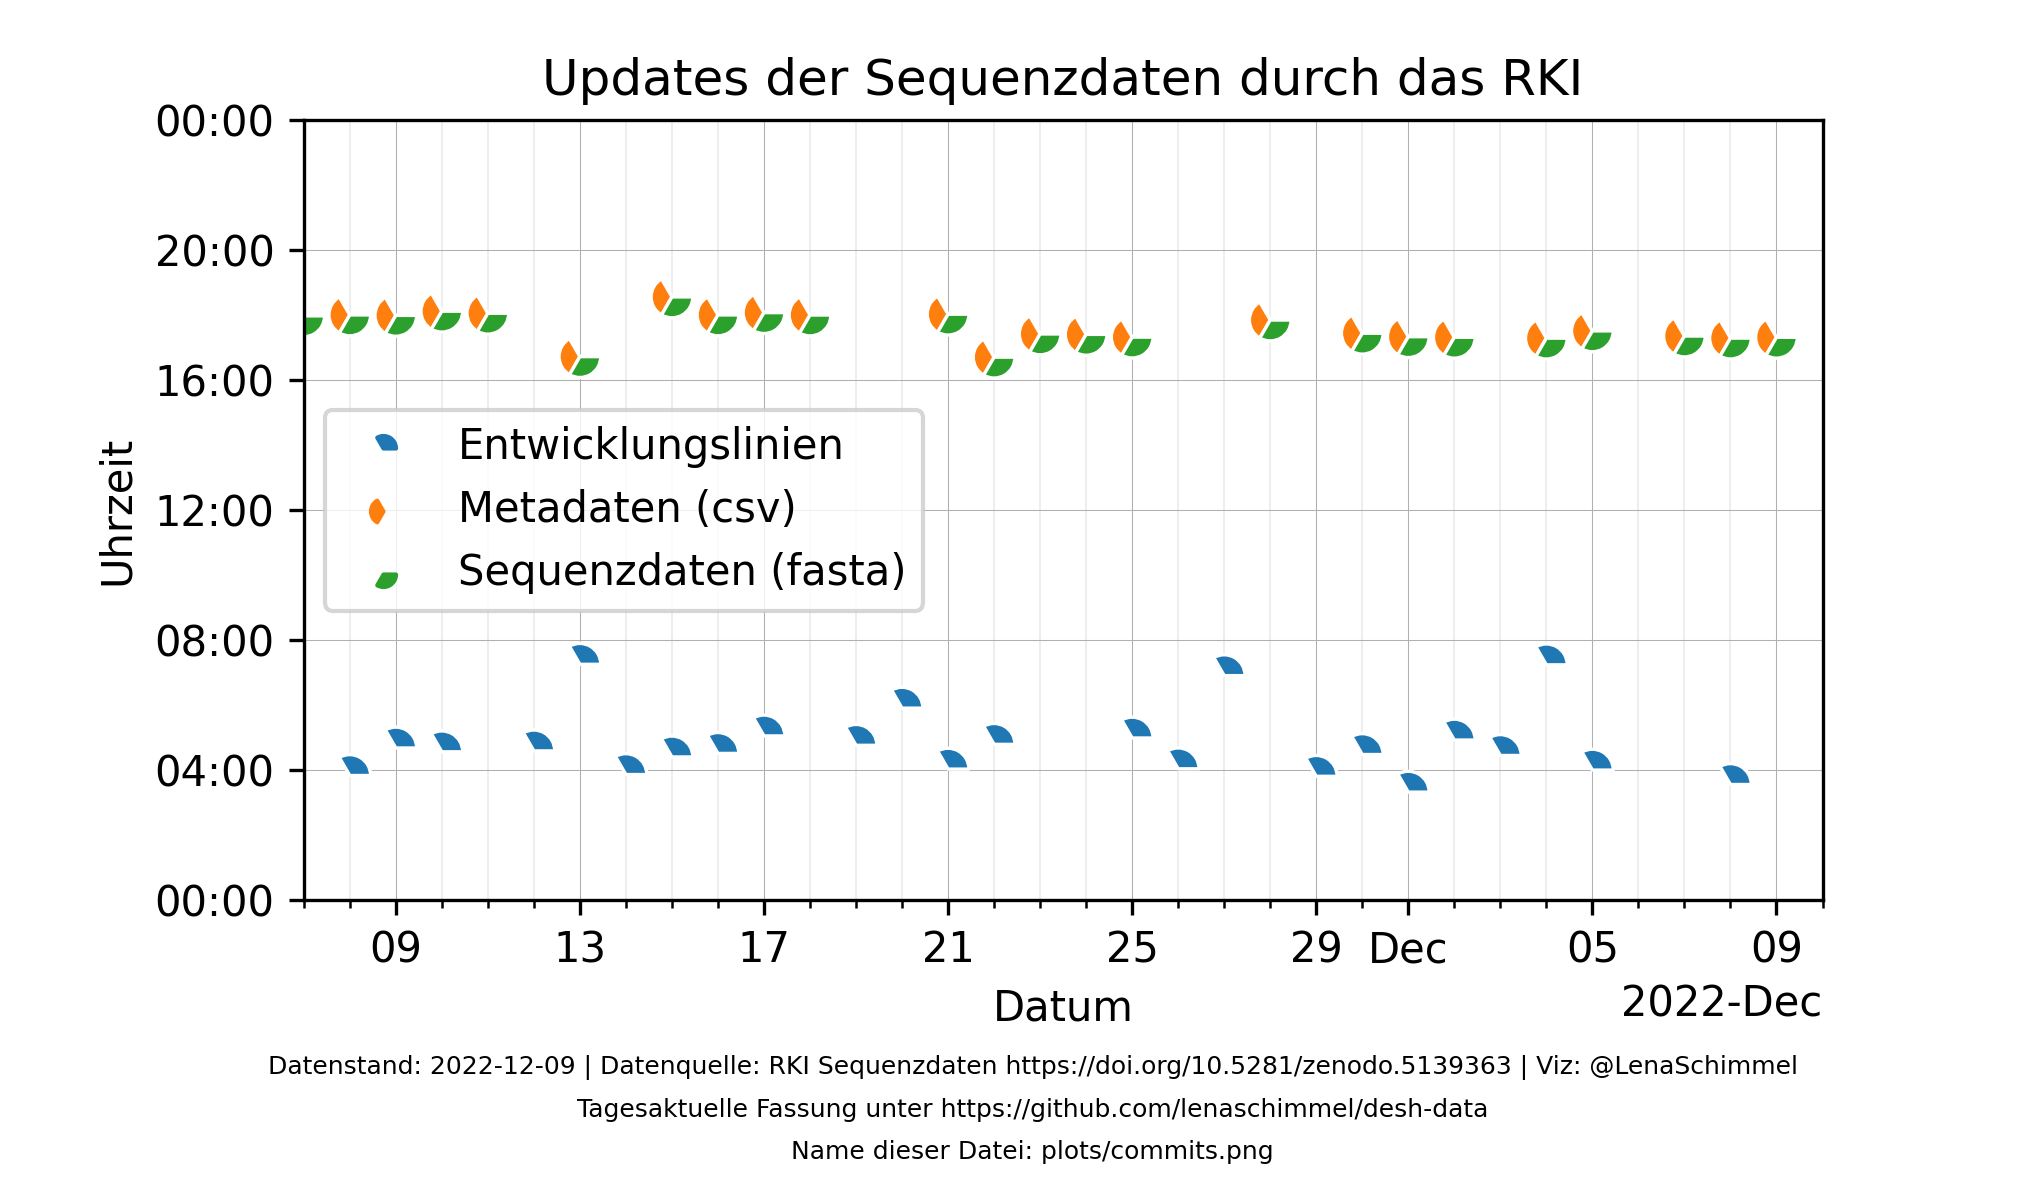 Updates der Sequenzdaten durch das RKI
00:00
20:00
16:00
12:00
08:00
04:00
00:00
Uhrzeit
Entwicklungslinien
Metadaten (csv)
Sequenzdaten (fasta)
09 13 17 21 25 29 Dec 05 09
Datum
2022-Dec
Datenstand: 2022-12-09 | Datenquelle: RKI Sequenzdaten https://doi.org/10.5281/zenodo.5139363 | Viz: @LenaSchimmel
Tagesaktuelle Fassung unter https://github.com/lenaschimmel/desh-data
Name dieser Datei: plots/commits.png